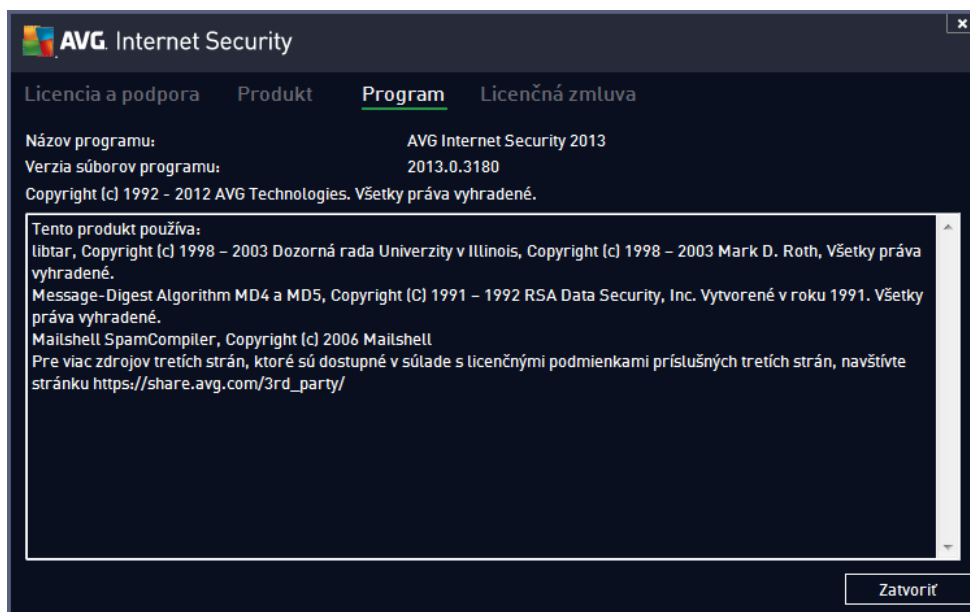 AVG. Internet Security
Licencia a podpora Produkt Program Licenčná zmluva
Názov programu: AVG Internet Security 2013
Verzia súborov programu: 2013.0.3180
Copyright (c) 1992 - 2012 AVG Technologies. Všetky práva vyhradené.
Tento produkt používa:
libtar, Copyright (c) 1998 – 2003 Dozorná rada Univerzity v Illinois, Copyright (c) 1998 – 2003 Mark D. Roth, Všetky práva
vyhradené.
Message-Digest Algorithm MD4 a MD5, Copyright (C) 1991 – 1992 RSA Data Security, Inc. Vytvorené v roku 1991. Všetky
práva vyhradené.
Mailshell SpamCompiler, Copyright (c) 2006 Mailshell
Pre viac zdrojov tretích strán, ktoré sú dostupné v súlade s licenčnými podmienkami príslušných tretích strán, navštívte
stránku https://share.avg.com/3rd_party/
Zatvoriť